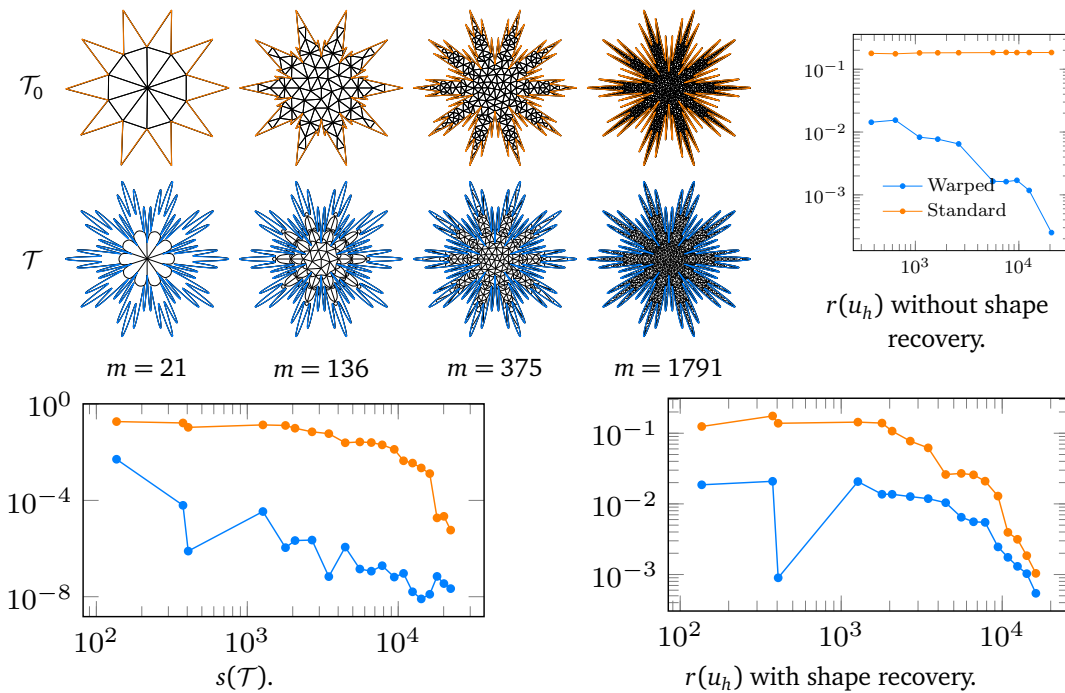 𝒯₀
𝒯
m = 21
m = 136
m = 375
m = 1791
10⁻¹
10⁻²
10⁻³
Warped
Standard
10³
10⁴
r(uₕ) without shape
recovery.
10⁰
10⁻⁴
10⁻⁸
10²
10³
10⁴
s(𝒯).
10⁻¹
10⁻²
10⁻³
10²
10³
10⁴
r(uₕ) with shape recovery.